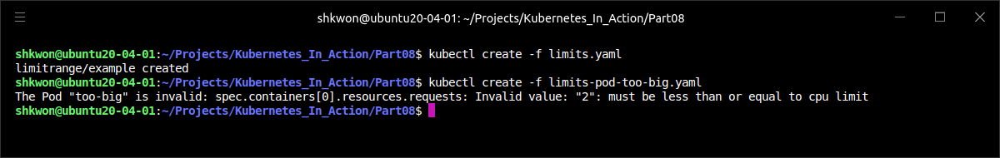 shkwon@ubuntu20-04-01: ~/Projects/Kubernetes_In_Action/Part08
shkwon@ubuntu20-04-01:~/Projects/Kubernetes_In_Action/Part08$ kubectl create -f limits.yaml
limitrange/example created
shkwon@ubuntu20-04-01:~/Projects/Kubernetes_In_Action/Part08$ kubectl create -f limits-pod-too-big.yaml
The Pod "too-big" is invalid: spec.containers[0].resources.requests: Invalid value: "2": must be less than or equal to cpu limit
shkwon@ubuntu20-04-01:~/Projects/Kubernetes_In_Action/Part08$